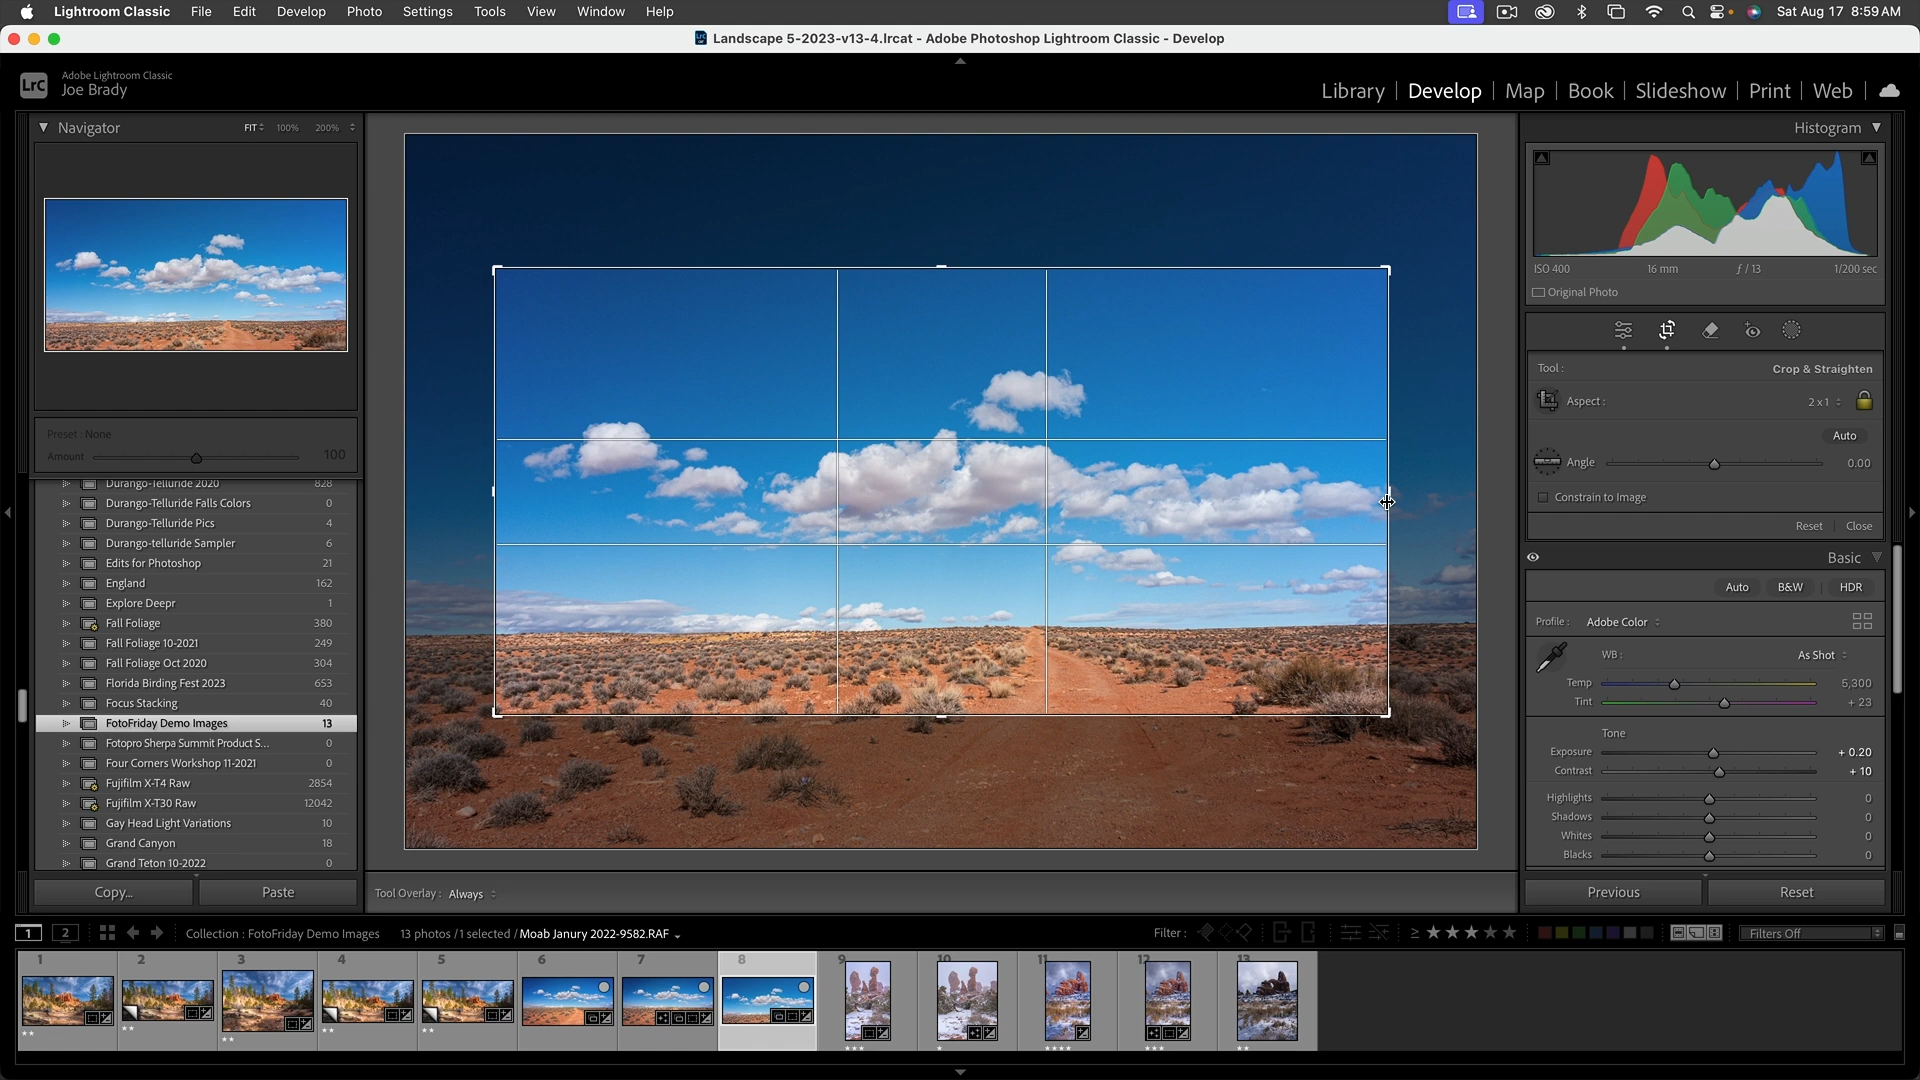 Lightroom Classic File Edit Develop Photo Settings Tools View Window Help Sat Aug 17 8:59 AM
LrC Landscape 5-2023-v13-4.lrcat - Adobe Photoshop Lightroom Classic - Develop
LrC Adobe Lightroom Classic
Joe Brady
Library | Develop | Map | Book | Slideshow | Print | Web |
Navigator FIT 100% 200%
Histogram
ISO 400 16 mm ƒ / 13 1/200 sec
Original Photo
Tool : Crop & Straighten
Aspect : 2 x 1
Auto
Angle 0.00
Constrain to Image
Reset | Close
Preset : None
Amount 100
Durango-Telluride 2020 828
Durango-Telluride Falls Colors 0
Durango-Telluride Pics 4
Durango-telluride Sampler 6
Edits for Photoshop 21
England 162
Explore Deepr 1
Fall Foliage 380
Fall Foliage 10-2021 249
Fall Foliage Oct 2020 304
Florida Birding Fest 2023 653
Focus Stacking 40
FotoFriday Demo Images 13
Fotopro Sherpa Summit Product S... 0
Four Corners Workshop 11-2021 0
Fujifilm X-T4 Raw 2854
Fujifilm X-T30 Raw 12042
Gay Head Light Variations 10
Grand Canyon 18
Grand Teton 10-2022 0
Copy... Paste
Tool Overlay : Always
Basic
Auto B&W | HDR
Profile : Adobe Color
WB : As Shot
Temp 5,300
Tint + 23
Tone
Exposure + 0.20
Contrast + 10
Highlights 0
Shadows 0
Whites 0
Blacks 0
Previous Reset
1 2 Collection : FotoFriday Demo Images 13 photos / 1 selected / Moab Janury 2022-9582.RAF Filter : ≥ ★★★★★ Filters Off
1 2 3 4 5 6 7 8 9 10 11 12 13